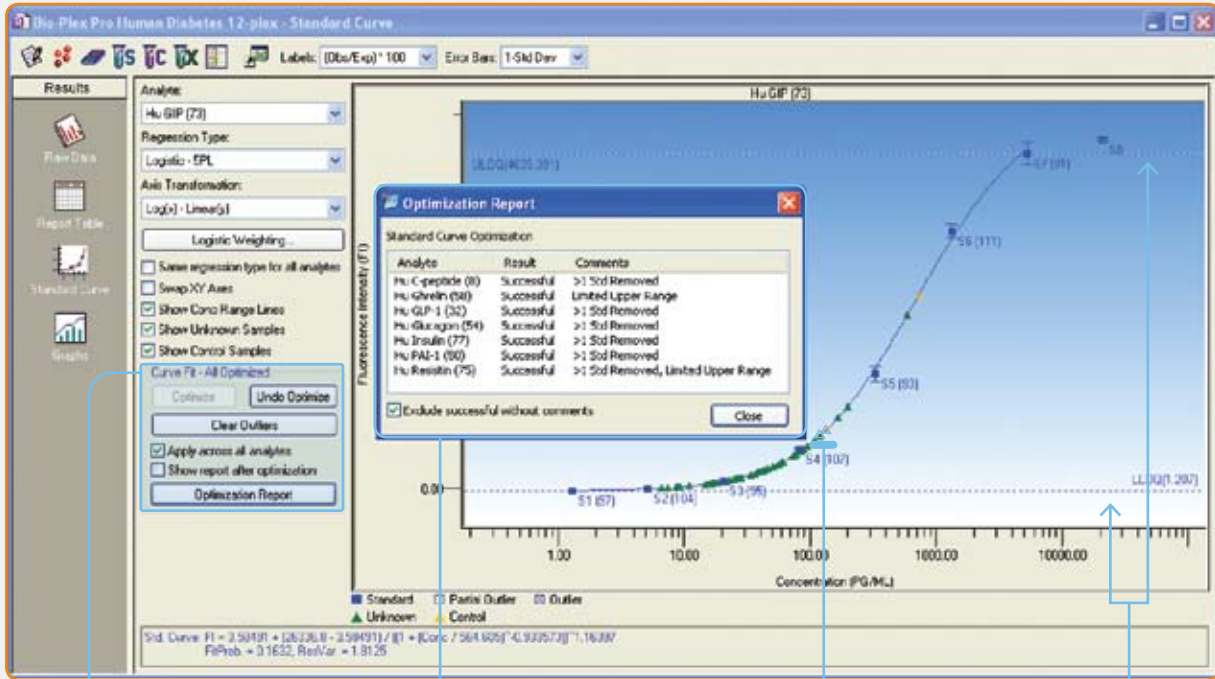 Bio-Plex Pro Human Diabetes 12-plex - Standard Curve
Labels: (Obs/Exp) * 100 Error Bars: 1-Std Dev
Results
Raw Data
Report Table
Standard Curve
Graphs
Analyte:
Hu GIP (73)
Regression Type:
Logistic - 5PL
Axis Transformation:
Log(x) - Linear(y)
Logistic Weighting...
Same regression type for all analytes
Swap XY Axes
Show Conc Range Lines
Show Unknown Samples
Show Control Samples
Curve Fit - All Optimized
Optimize Undo Optimize
Clear Outliers
Apply across all analytes
Show report after optimization
Optimization Report
Hu GIP (73)
Fluorescence Intensity (FI)
S8
S7 (91)
S6 (111)
S5 (93)
S4 (107)
S3 (95)
S2 (104)
S1 (57)
LLOQ(1.207)
0.00
1.00 10.00 100.00 1000.00 10000.00
Concentration (PG/ML)
Optimization Report
Standard Curve Optimization
Analyte Result Comments
Hu C-peptide (8) Successful >1 Std Removed
Hu Ghrelin (58) Successful Limited Upper Range
Hu GLP-1 (32) Successful >1 Std Removed
Hu Glucagon (54) Successful >1 Std Removed
Hu Insulin (77) Successful >1 Std Removed
Hu PAI-1 (90) Successful >1 Std Removed
Hu Resistin (75) Successful >1 Std Removed, Limited Upper Range
Exclude successful without comments Close
Standard Partial Outlier Outlier
Unknown Control
Std. Curve: FI =
FitProb. = 0.1632, ResVar. = 1.8125